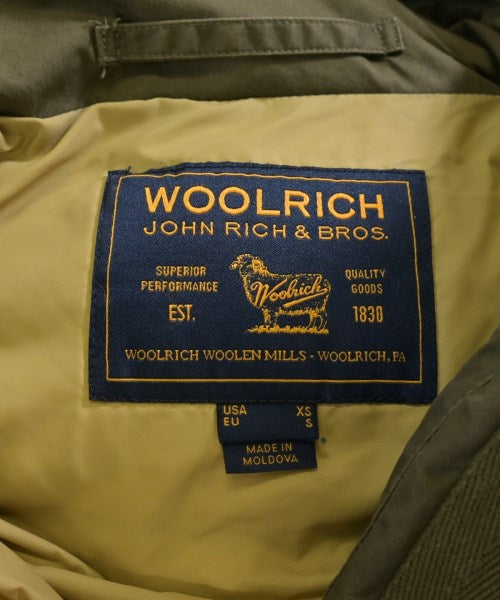 WOOLRICH
JOHN RICH & BROS.
SUPERIOR
PERFORMANCE
EST.
Woolrich
QUALITY
GOODS
1830
WOOLRICH WOOLEN MILLS - WOOLRICH, PA
USA XS
EU S
MADE IN
MOLDOVA